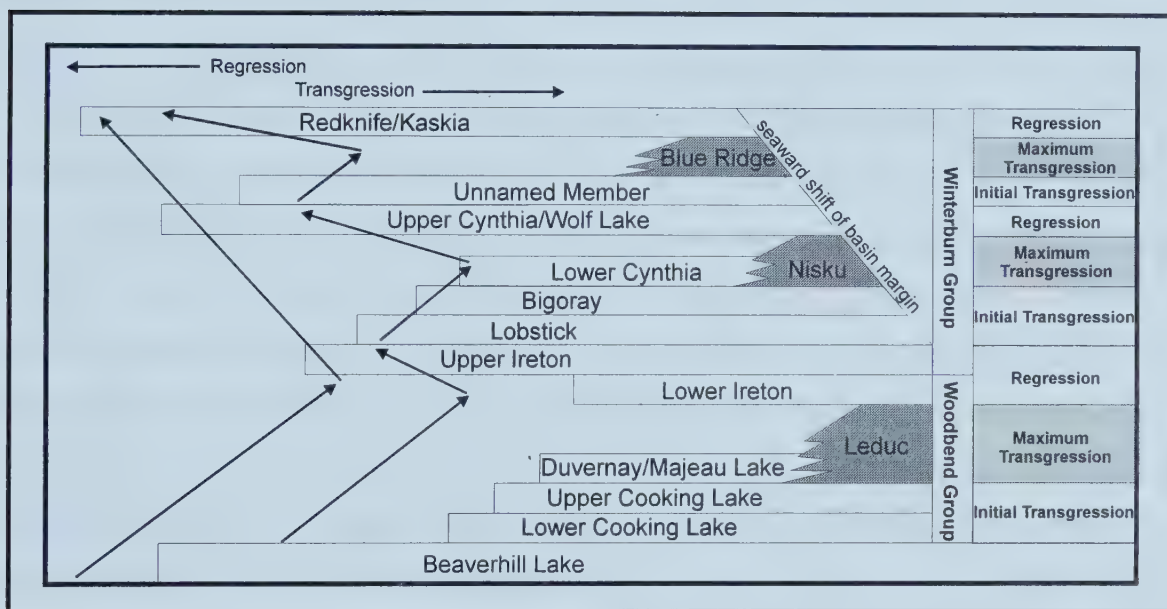 Regression
Transgression
Redknife/Kaskia
Blue Ridge
Unnamed Member
Upper Cynthia/Wolf Lake
Lower Cynthia
Nisku
Bigoray
Lobstick
Upper Ireton
Lower Ireton
Leduc
Duvernay/Majeau Lake
Upper Cooking Lake
Lower Cooking Lake
Beaverhill Lake
seaward shift of basin margin
Winterburn Group
Woodbend Group
Regression
Maximum
Transgression
Initial Transgression
Regression
Maximum
Transgression
Initial Transgression
Regression
Maximum
Transgression
Initial Transgression